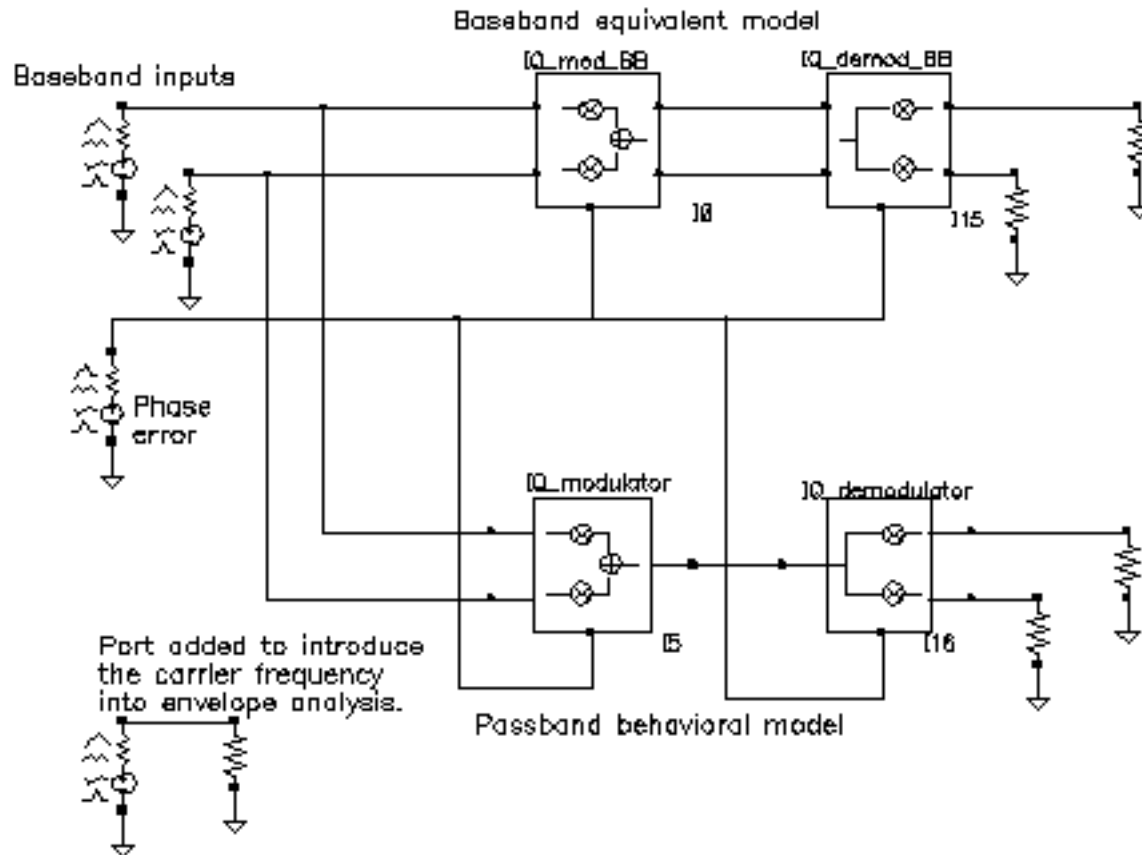 Baseband equivalent model
IQ_mod_BB
IQ_demod_BB
Baseband inputs
I0
I15
Phase
error
IQ_modulator
IQ_demodulator
I5
I16
Port added to introduce
the carrier frequency
into envelope analysis.
Passband behavioral model